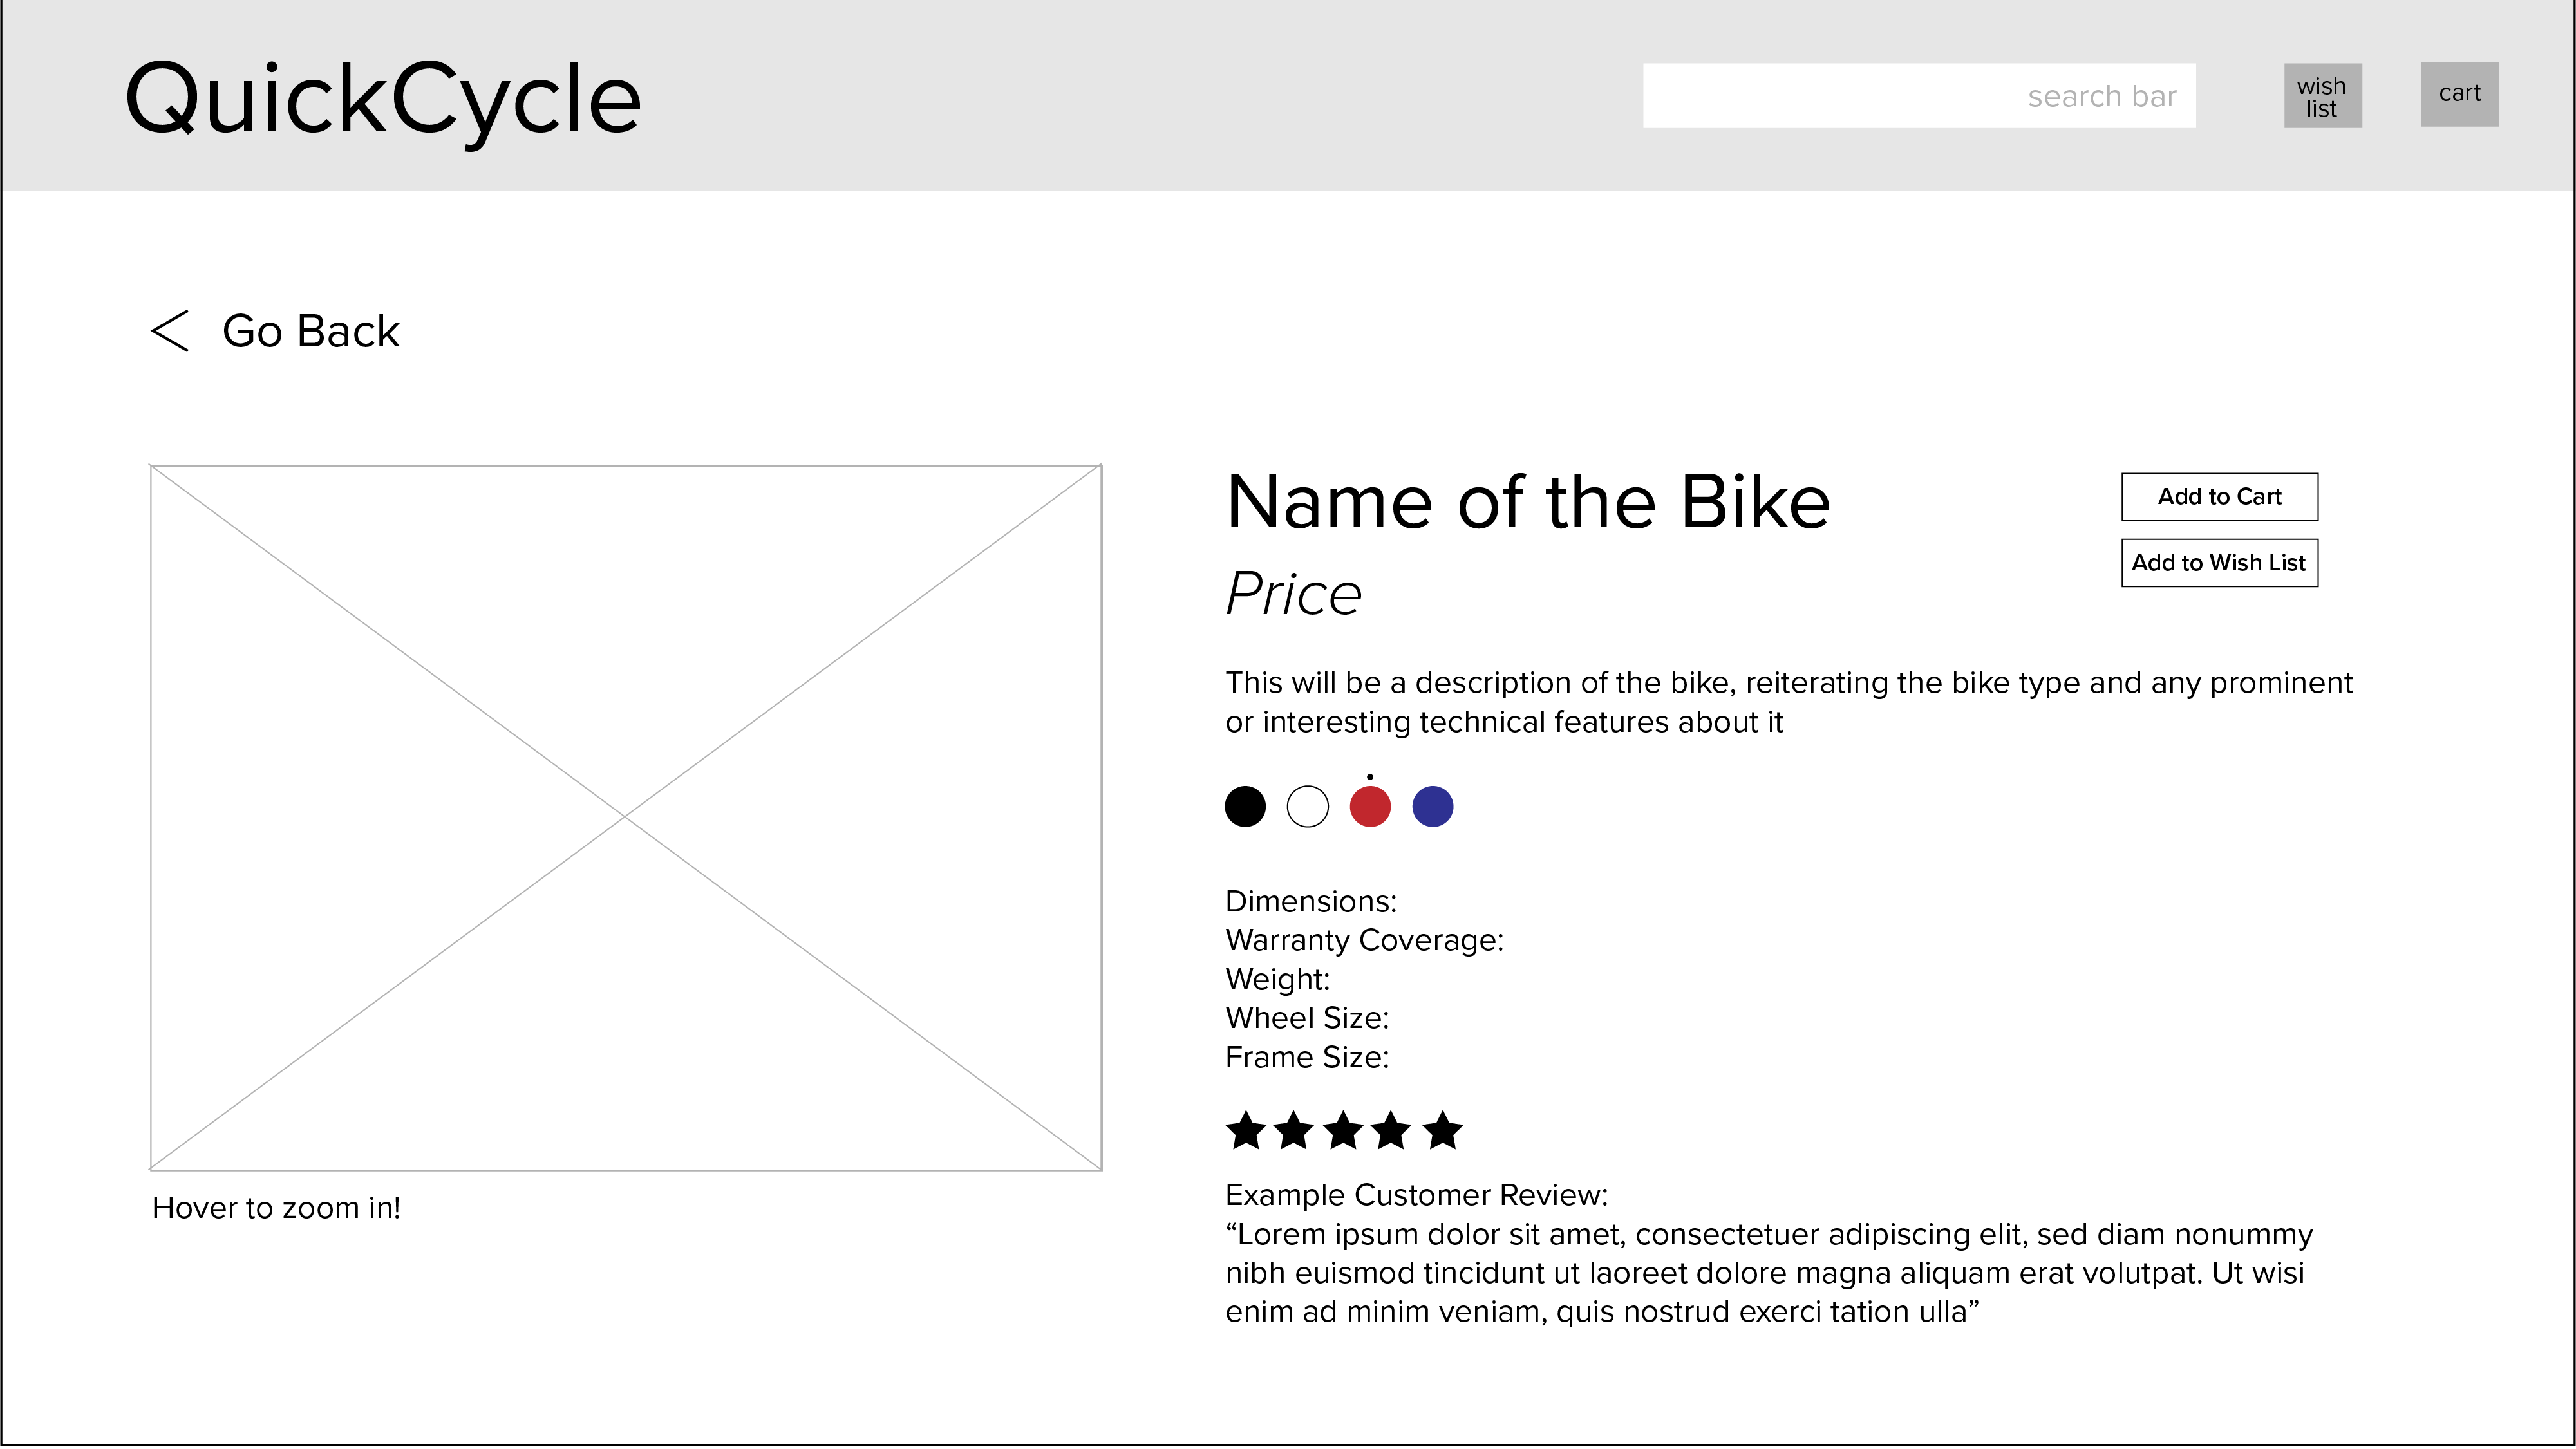 QuickCycle
search bar
wish
list
cart
Go Back
Name of the Bike
Add to Cart
Price
Add to Wish List
This will be a description of the bike, reiterating the bike type and any prominent
or interesting technical features about it
Dimensions:
Warranty Coverage:
Weight:
Wheel Size:
Frame Size:
Hover to zoom in!
Example Customer Review:
“Lorem ipsum dolor sit amet, consectetuer adipiscing elit, sed diam nonummy
nibh euismod tincidunt ut laoreet dolore magna aliquam erat volutpat. Ut wisi
enim ad minim veniam, quis nostrud exerci tation ulla”